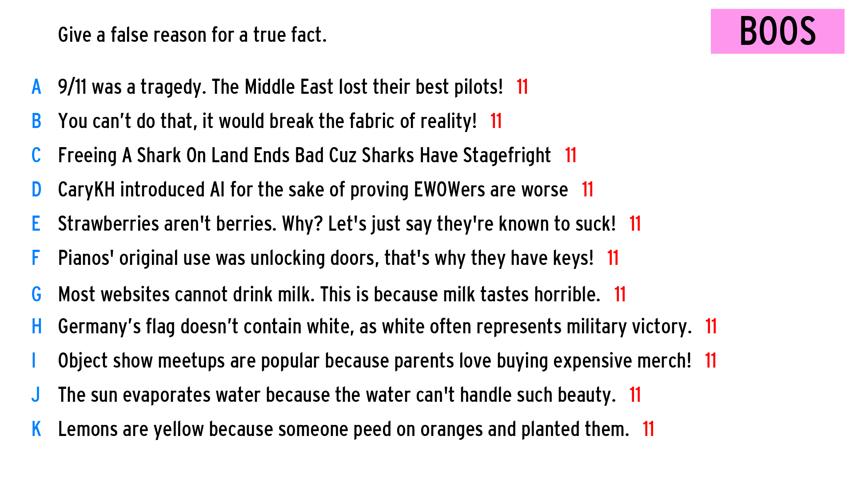 Give a false reason for a true fact.
BOOS
A 9/11 was a tragedy. The Middle East lost their best pilots! 11
B You can’t do that, it would break the fabric of reality! 11
C Freeing A Shark On Land Ends Bad Cuz Sharks Have Stagefright 11
D CaryKH introduced AI for the sake of proving EWOWers are worse 11
E Strawberries aren't berries. Why? Let's just say they're known to suck! 11
F Pianos' original use was unlocking doors, that's why they have keys! 11
G Most websites cannot drink milk. This is because milk tastes horrible. 11
H Germany’s flag doesn’t contain white, as white often represents military victory. 11
I Object show meetups are popular because parents love buying expensive merch! 11
J The sun evaporates water because the water can't handle such beauty. 11
K Lemons are yellow because someone peed on oranges and planted them. 11